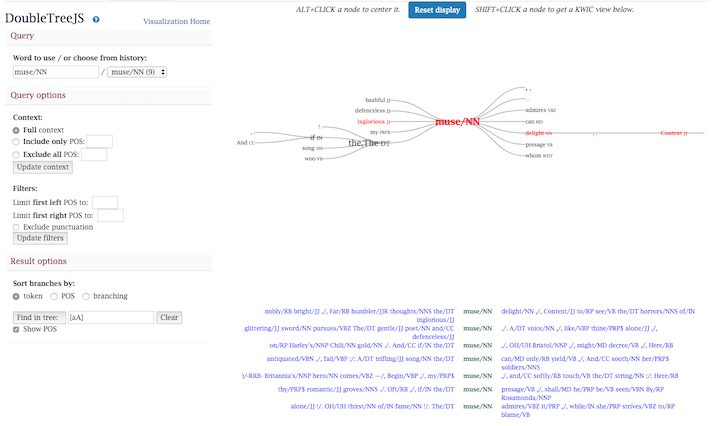 DoubleTreeJS ?
Visualization Home
ALT+CLICK a node to center it. Reset display SHIFT+CLICK a node to get a KWIC view below.
Query
Word to use / or choose from history:
muse/NN / muse/NN (9)
Query options
Context:
Full context
Include only POS:
Exclude all POS:
Update context
Filters:
Limit first left POS to:
Limit first right POS to:
Exclude punctuation
Update filters
Result options
Sort branches by:
token POS branching
Find in tree: [aA] Clear
Show POS
bashful JJ
defenceless JJ
inglorious JJ
my PRP$
the,The DT
! .
if IN
song NN
woo VB
And CC
muse/NN
admires VBZ
can MD
delight NN , , Content JJ
presage VB
whom WDT
nobly/RB bright/JJ ,/, Far/RB humbler/JJR thoughts/NNS the/DT inglorious/JJ muse/NN delight/NN ,/, Content/JJ to/RP see/VB the/DT horrors/NNS of/IN
glittering/JJ sword/NN pursues/VBZ The/DT gentle/JJ poet/NN and/CC defenceless/JJ muse/NN ./. A/DT voice/NN ,/, like/VBP thine/PRP$ alone/JJ ,/,
on/RP Harley's/NNP Chili/NN gold/NN ./. And/CC if/IN the/DT muse/NN ,/, OH/UH Bristol/NNP ,/, might/MD decree/VB ,/, Here/RB
antiquated/VBN ,/, fail/VBP :/: A/DT trifling/JJ song/NN the/DT muse/NN can/MD only/RB yield/VB ,/, And/CC sooth/NN her/PRP$ soldiers/NNS
)/-RRB- Britannia's/NNP hero/NN comes/VBZ —/, Begin/VBP ,/, my/PRP$ muse/NN ,/, and/CC softly/RB touch/VB the/DT string/NN :/: Here/RB
thy/PRP$ romantic/JJ groves/NNS ./. Oft/RB ,/, if/IN the/DT muse/NN presage/VB ,/, shall/MD he/PRP be/VB seen/VBN By/RP Rosamonda/NNP
alone/JJ !/. OH/UH thirst/NN of/IN fame/NN !/. The/DT muse/NN admires/VBZ it/PRP ,/, while/IN she/PRP strives/VBZ to/RP blame/VB